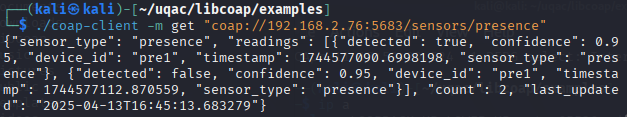 ┌──(kali㉿kali)-[~/uqac/libcoap/examples]
└─$ ./coap-client -m get "coap://192.168.2.76:5683/sensors/presence"
{"sensor_type": "presence", "readings": [{"detected": true, "confidence": 0.9
5, "device_id": "pre1", "timestamp": 1744577090.6998198, "sensor_type": "pres
ence"}, {"detected": false, "confidence": 0.95, "device_id": "pre1", "timesta
mp": 1744577112.870559, "sensor_type": "presence"}], "count": 2, "last_update
d": "2025-04-13T16:45:13.683279"}